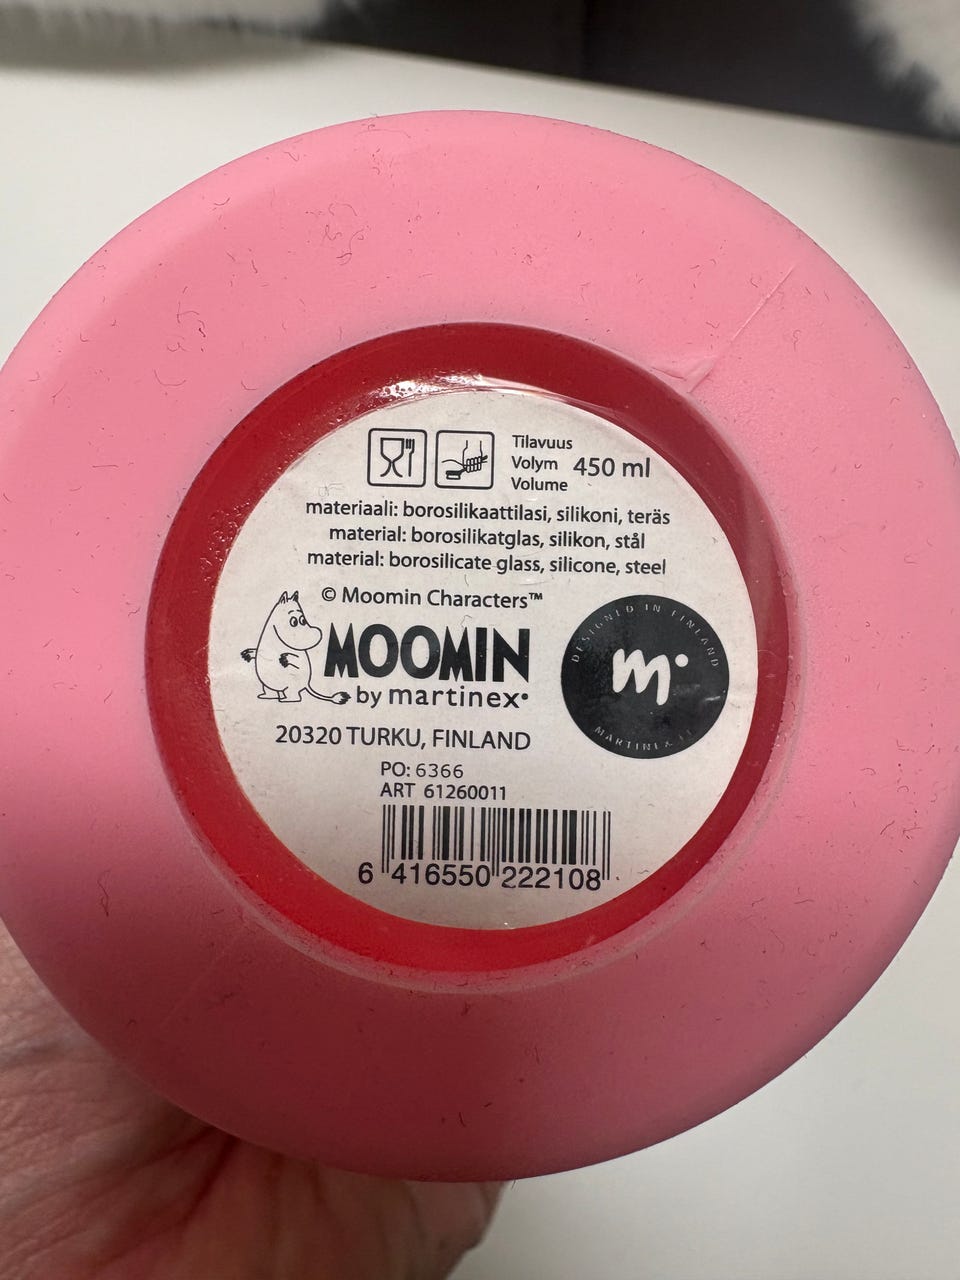 Tilavuus
Volym 450 ml
Volume
materiaali: borosilikaattilasi, silikoni, teräs
material: borosilikatglas, silikon, stål
material: borosilicate glass, silicone, steel
© Moomin Characters™
MOOMIN
by martinex•
DESIGNED IN FINLAND
m•
MARTINEX.FI
20320 TURKU, FINLAND
PO: 6366
ART 61260011
6 416550 222108